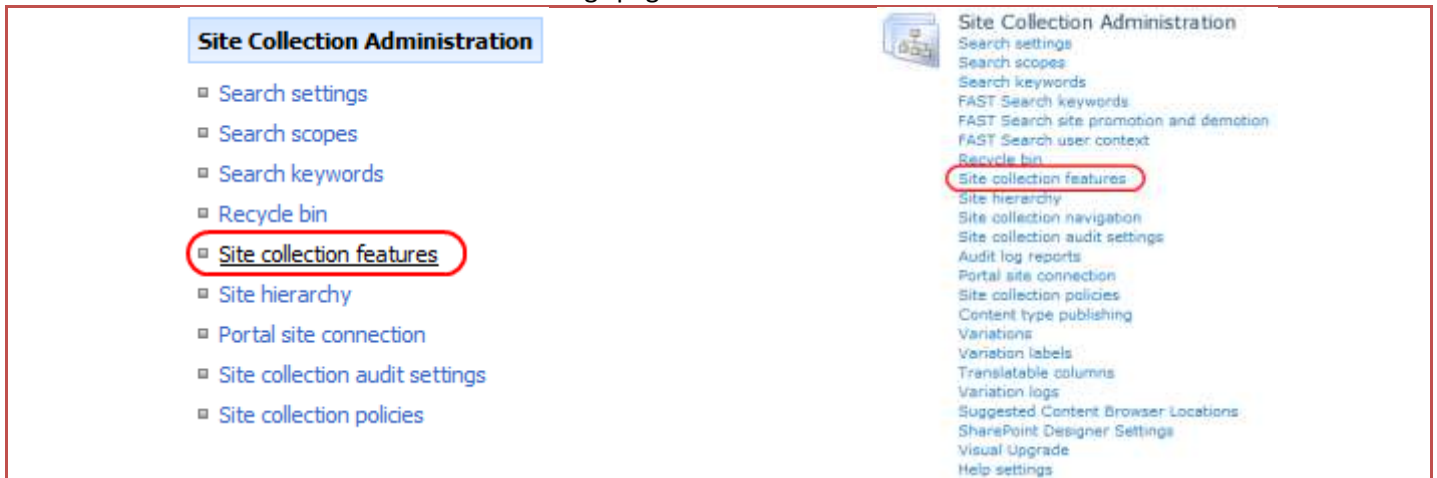 Site Collection Administration
Search settings
Search scopes
Search keywords
Recycle bin
Site collection features
Site hierarchy
Portal site connection
Site collection audit settings
Site collection policies
Site Collection Administration
Search settings
Search scopes
Search keywords
FAST Search keywords
FAST Search site promotion and demotion
FAST Search user context
Recycle bin
Site collection features
Site hierarchy
Site collection navigation
Site collection audit settings
Audit log reports
Portal site connection
Site collection policies
Content type publishing
Variations
Variation labels
Translatable columns
Variation logs
Suggested Content Browser Locations
SharePoint Designer Settings
Visual Upgrade
Help settings